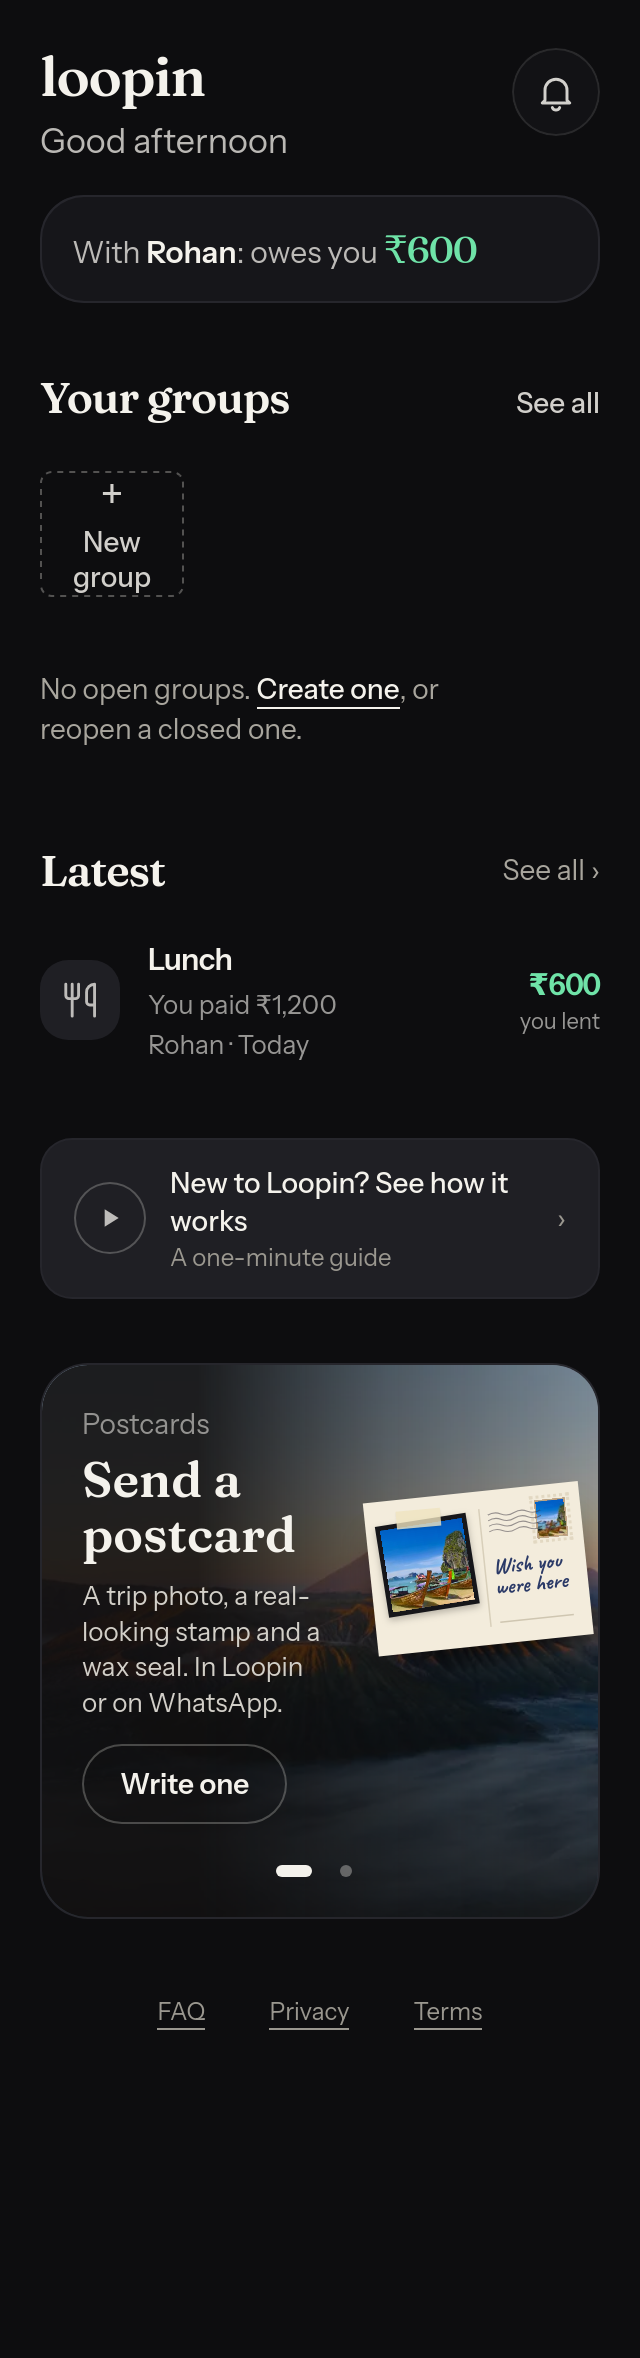 loopin
Good afternoon
With Rohan: owes you ₹600
Your groups
See all
+
New
group
No open groups. Create one, or
reopen a closed one.
Latest
See all ›
Lunch
You paid ₹1,200
Rohan · Today
₹600
you lent
New to Loopin? See how it
works
A one-minute guide
›
Postcards
Send a
postcard
A trip photo, a real-
looking stamp and a
wax seal. In Loopin
or on WhatsApp.
Wish you
were here
Write one
FAQ
Privacy
Terms